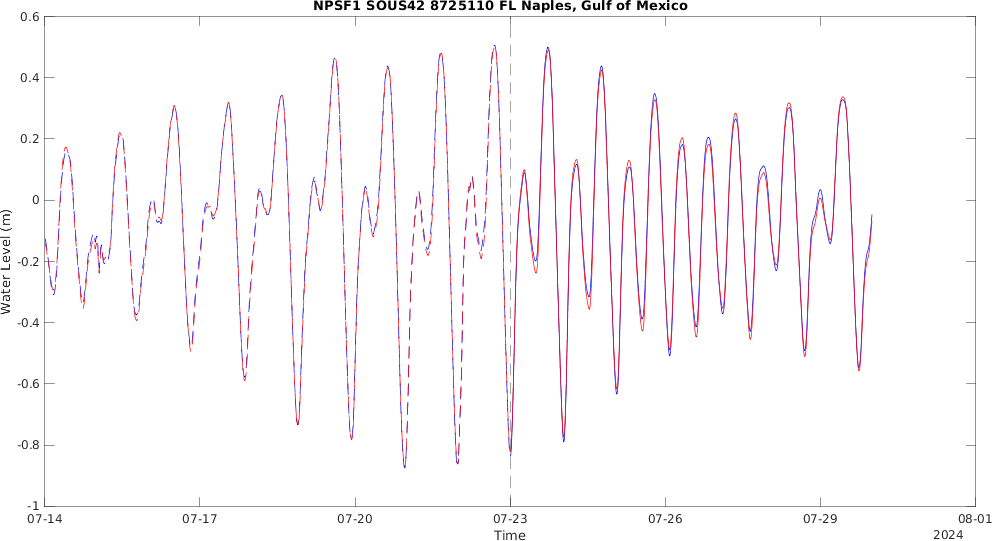 NPSF1 SOUS42 8725110 FL Naples, Gulf of Mexico
0.6
0.4
0.2
0
-0.2
-0.4
-0.6
-0.8
-1
Water Level (m)
07-14 07-17 07-20 07-23 07-26 07-29 08-01
Time
2024